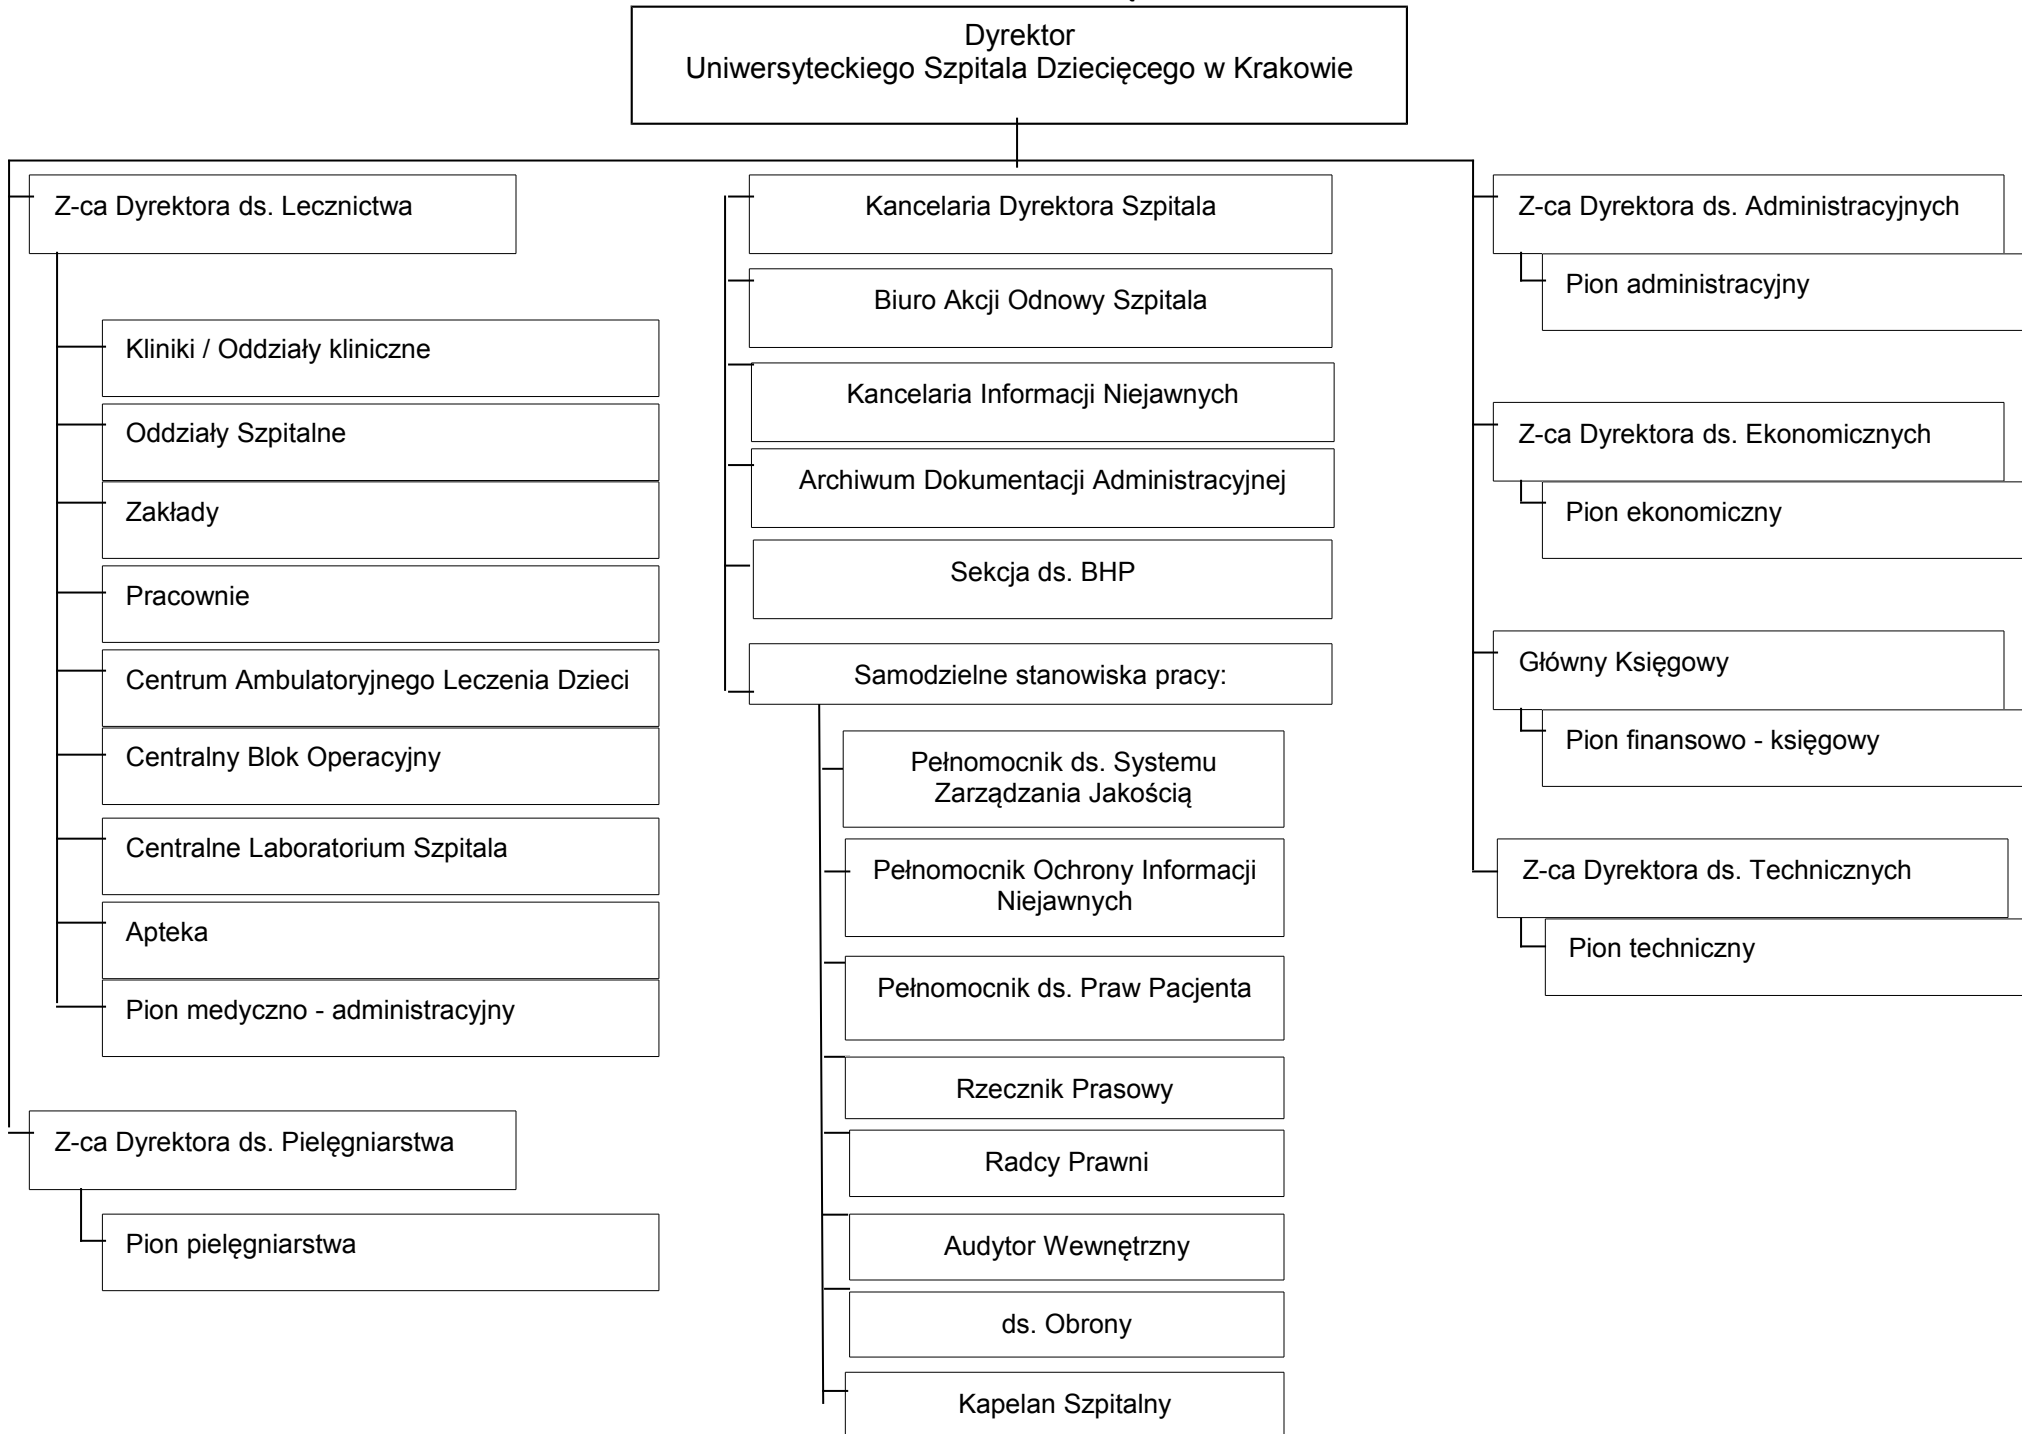 Dyrektor
Uniwersyteckiego Szpitala Dziecięcego w Krakowie
Z-ca Dyrektora ds. Lecznictwa
Kliniki / Oddziały kliniczne
Oddziały Szpitalne
Zakłady
Pracownie
Centrum Ambulatoryjnego Leczenia Dzieci
Centralny Blok Operacyjny
Centralne Laboratorium Szpitala
Apteka
Pion medyczno - administracyjny
Z-ca Dyrektora ds. Pielęgniarstwa
Pion pielęgniarstwa
Kancelaria Dyrektora Szpitala
Biuro Akcji Odnowy Szpitala
Kancelaria Informacji Niejawnych
Archiwum Dokumentacji Administracyjnej
Sekcja ds. BHP
Samodzielne stanowiska pracy:
Pełnomocnik ds. Systemu
Zarządzania Jakością
Pełnomocnik Ochrony Informacji
Niejawnych
Pełnomocnik ds. Praw Pacjenta
Rzecznik Prasowy
Radcy Prawni
Audytor Wewnętrzny
ds. Obrony
Kapelan Szpitalny
Z-ca Dyrektora ds. Administracyjnych
Pion administracyjny
Z-ca Dyrektora ds. Ekonomicznych
Pion ekonomiczny
Główny Księgowy
Pion finansowo - księgowy
Z-ca Dyrektora ds. Technicznych
Pion techniczny